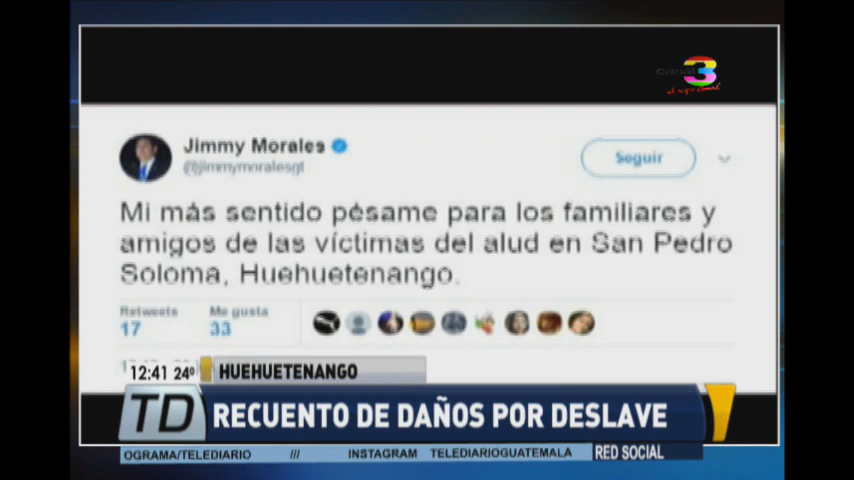 canal 3
Jimmy Morales
@jimmymoralesgt
Seguir
Mi más sentido pésame para los familiares y
amigos de las víctimas del alud en San Pedro
Soloma, Huehuetenango.
Retweets
Me gusta
17
33
12:41 24º
HUEHUETENANGO
TD
RECUENTO DE DAÑOS POR DESLAVE
OGRAMA/TELEDIARIO /// INSTAGRAM TELEDIARIOGUATEMALA
RED SOCIAL